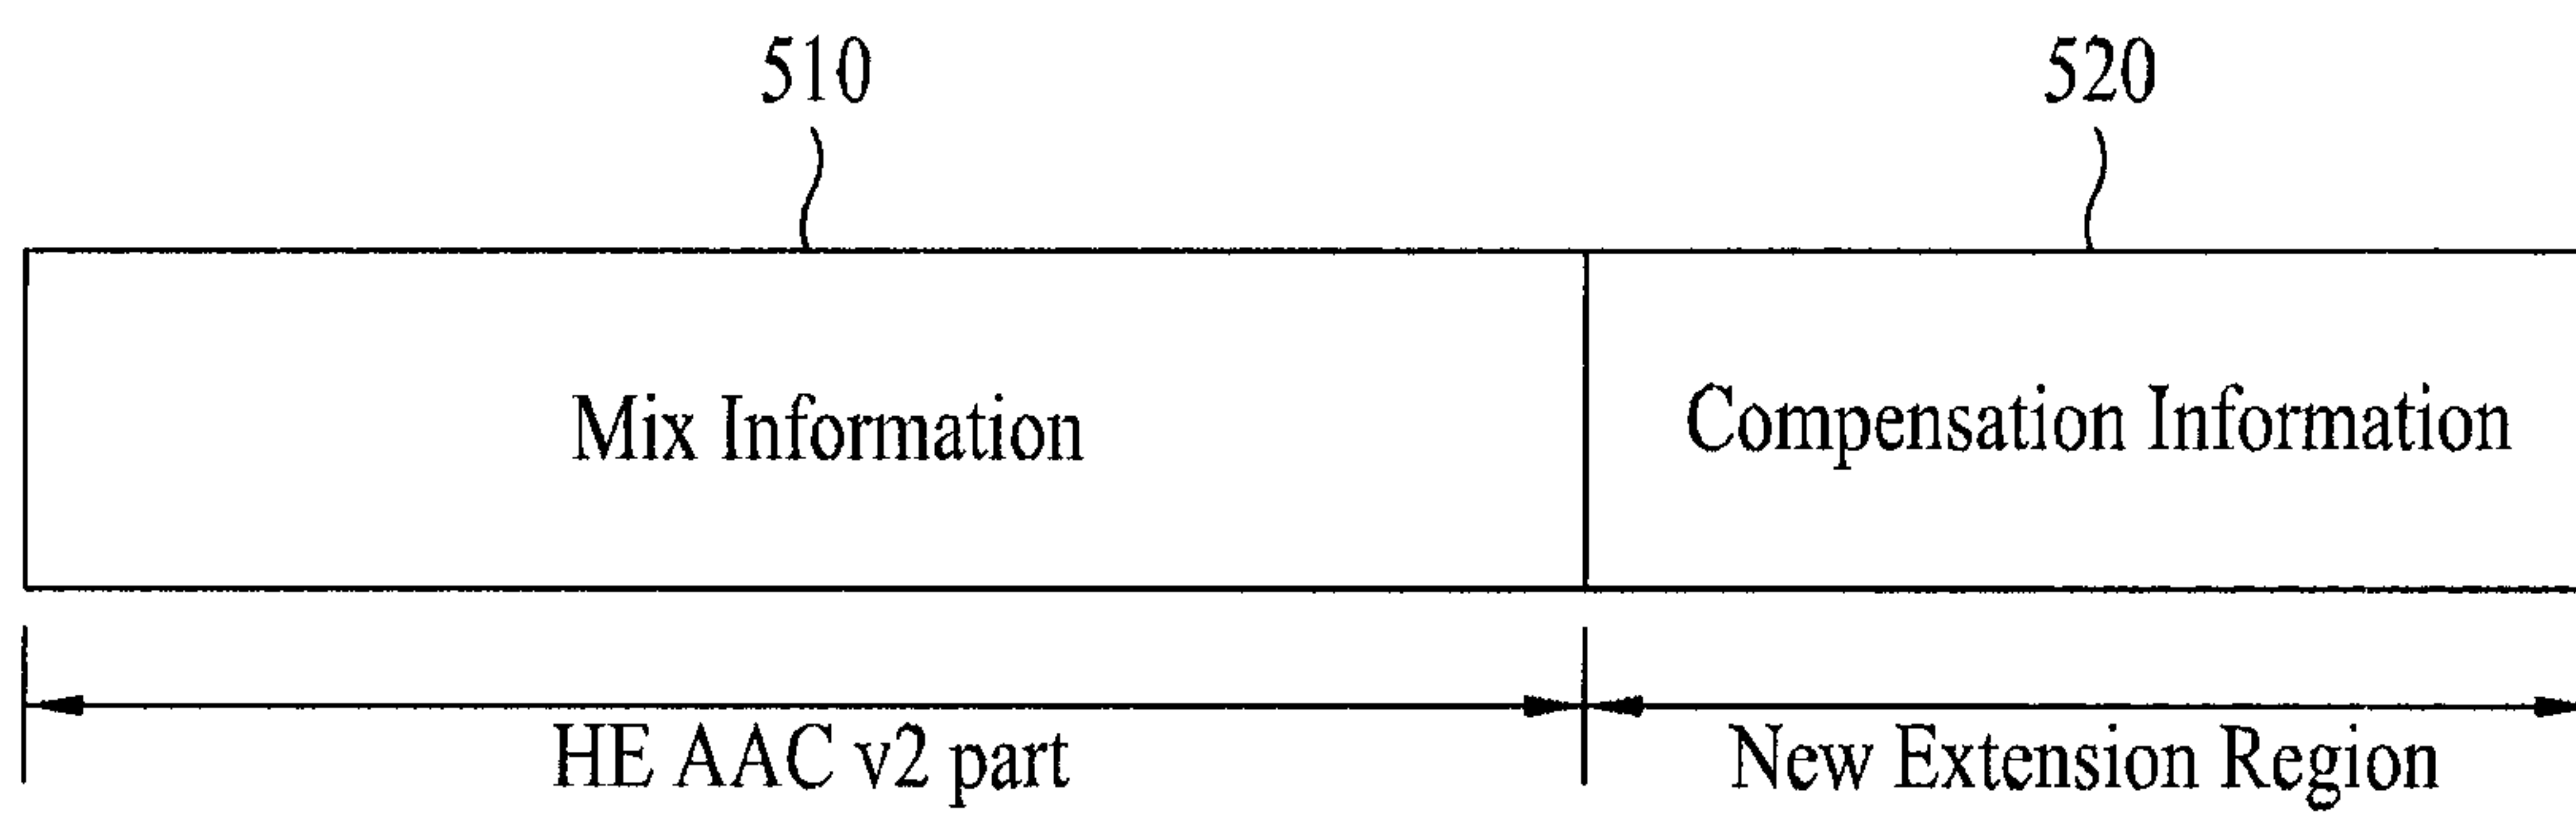 510 520
Mix Information Compensation Information
HE AAC v2 part New Extension Region